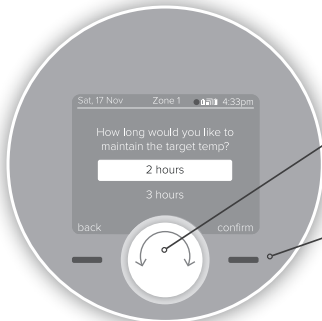 Sat, 17 Nov Zone 1 4:33pm
How long would you like to
maintain the target temp?
2 hours
3 hours
back confirm